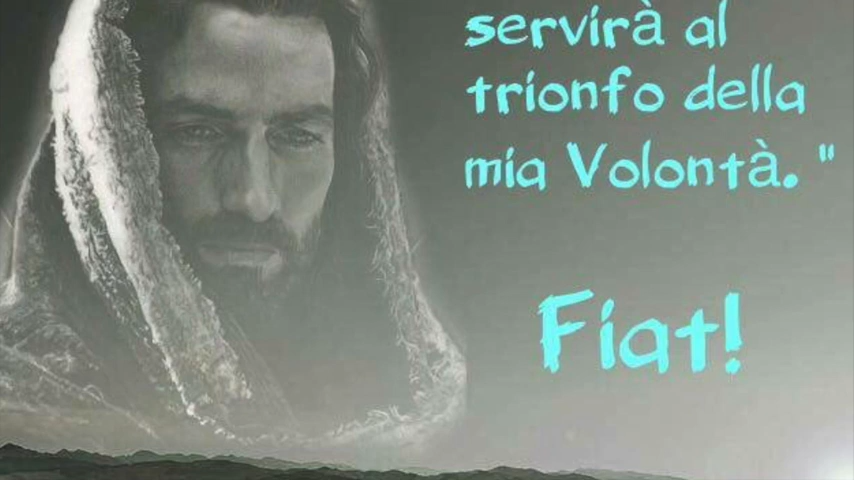 servirà al
trionfo della
mia Volontà. "
Fiat!